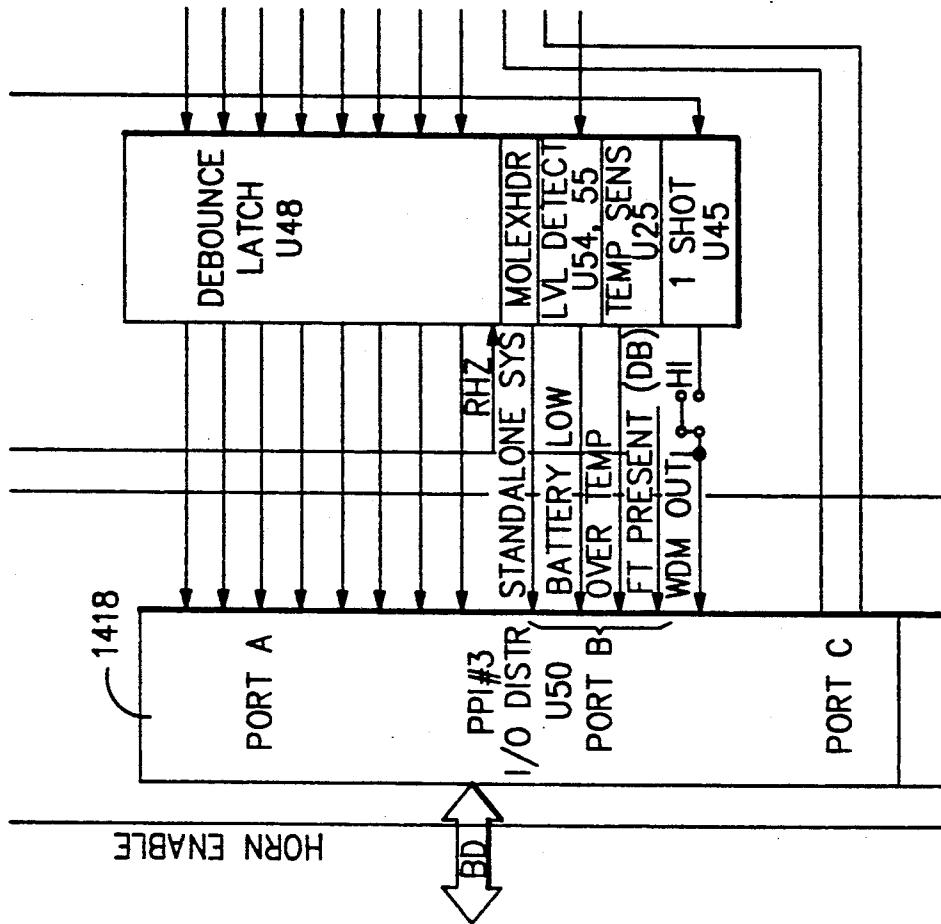 DEBOUNCE
LATCH
U48
MOLEXHDR
LVL DETECT
U54, 55
TEMP SENS
U25
1 SHOT
U45
RHZ
STANDALONE SYS
BATTERY LOW
OVER TEMP
FT PRESENT (DB)
WDM OUT
HI
1418
PORT A
PPI#3
I/O DISTR
U50
PORT B
PORT C
BD
HORN ENABLE